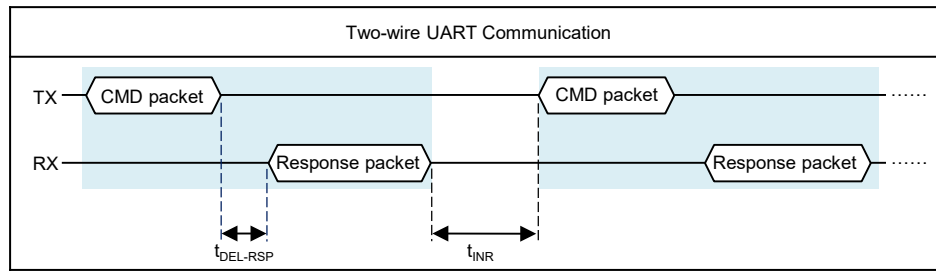 Two-wire UART Communication
TX CMD packet CMD packet ......
RX Response packet Response packet ......
tDEL-RSP tINR